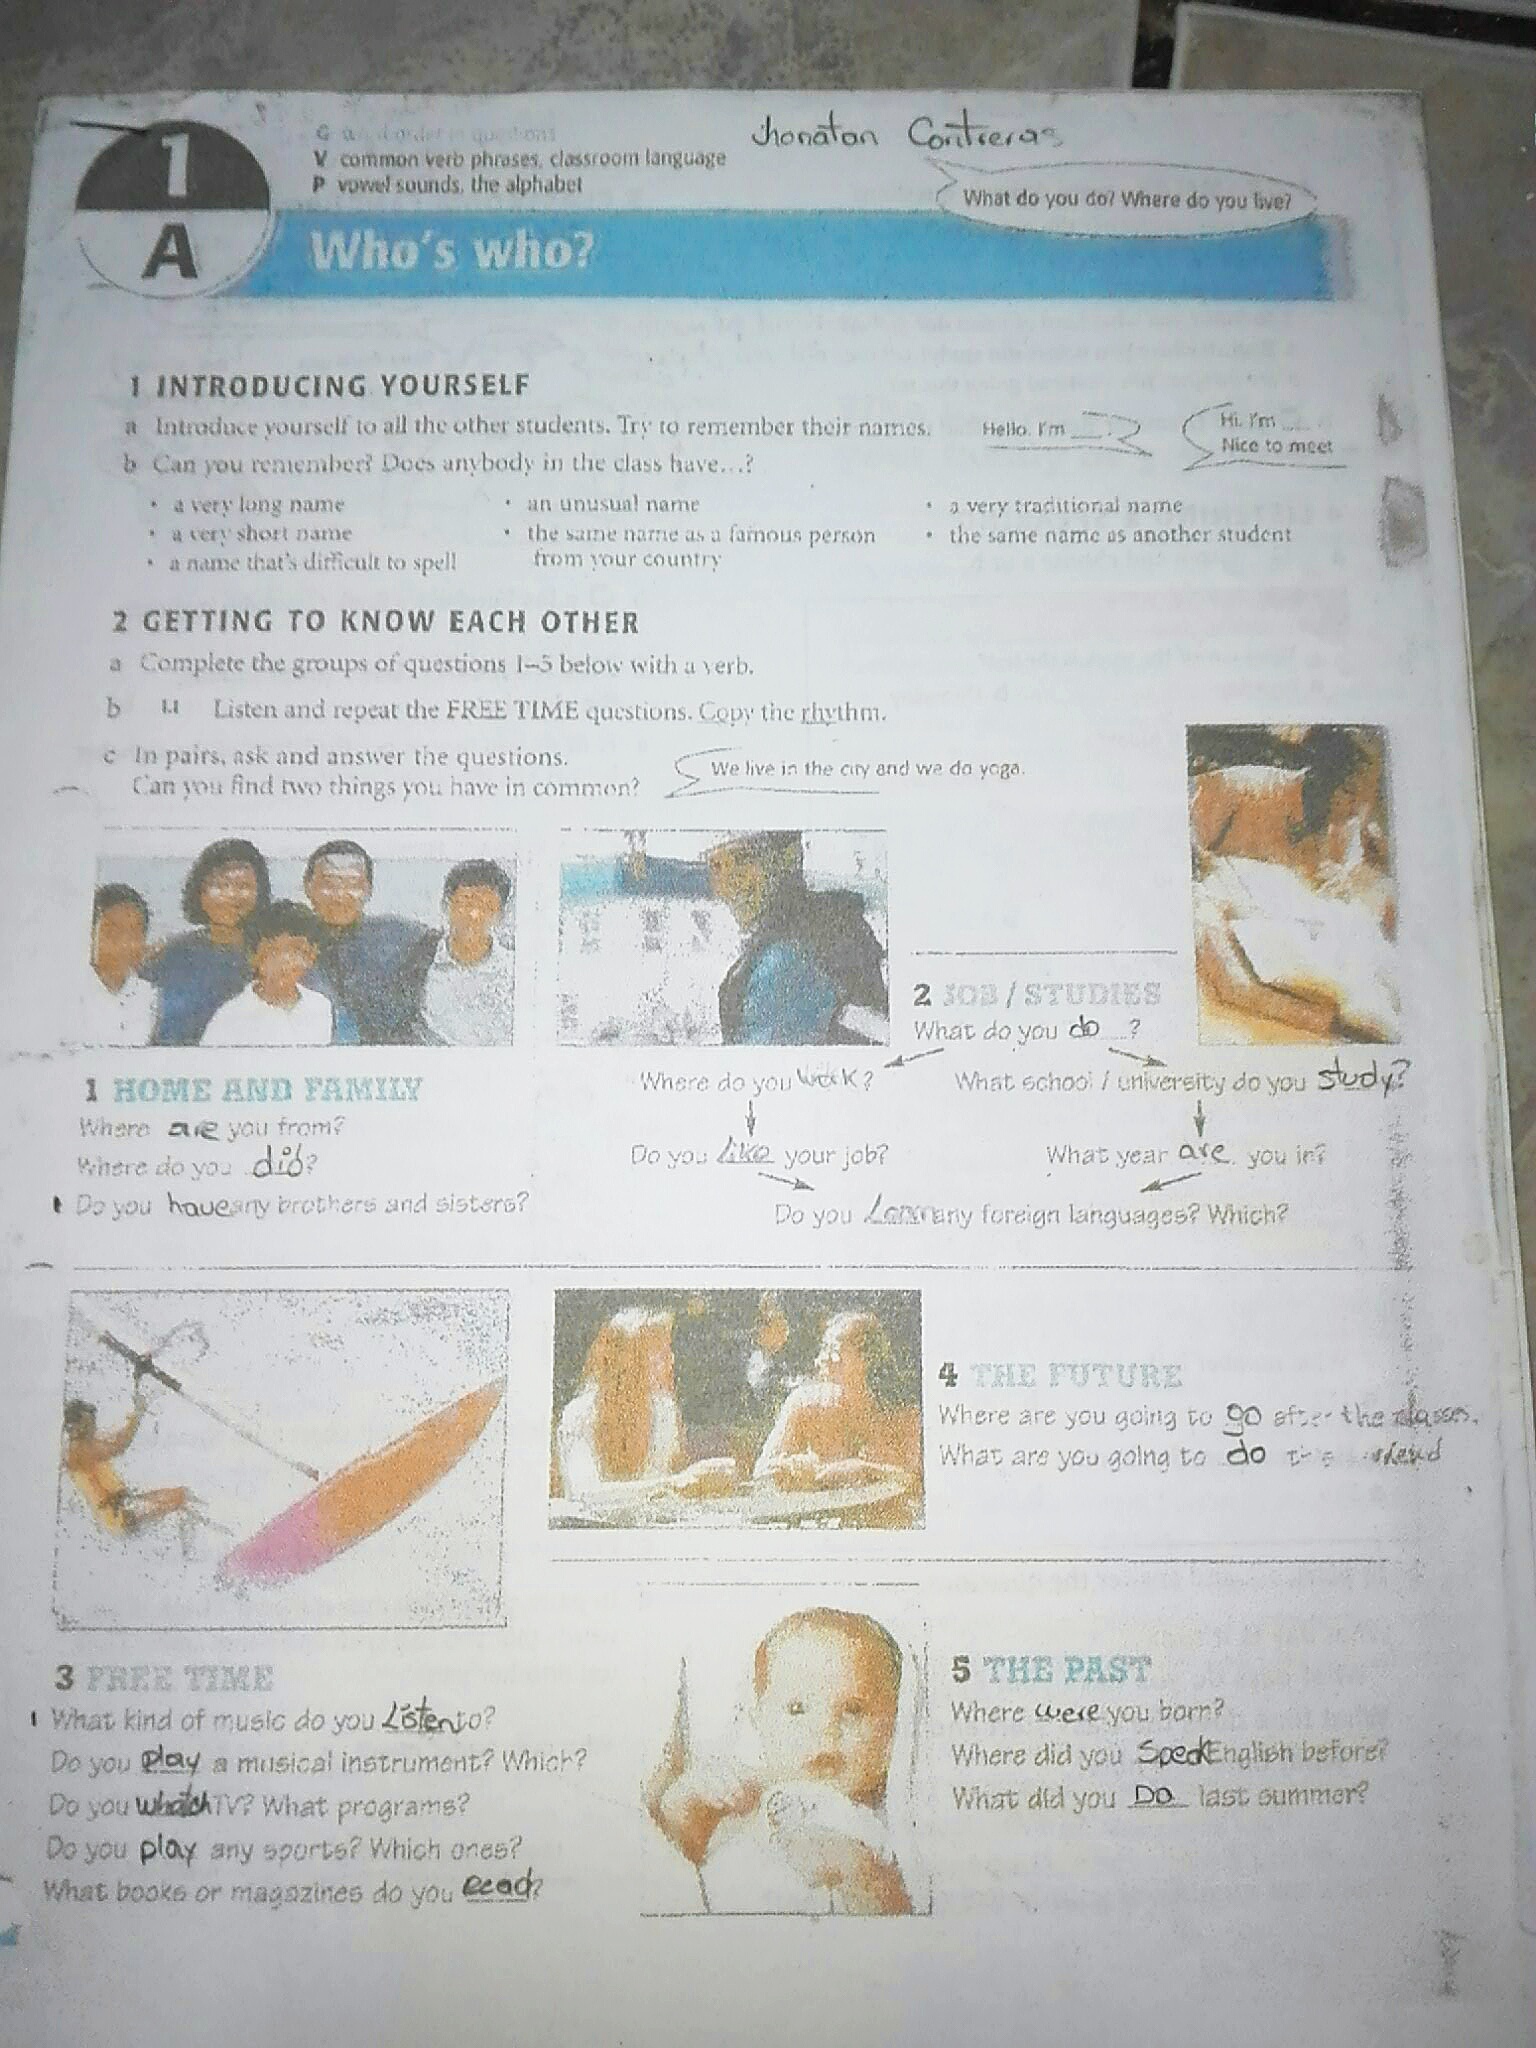 1
A
G word order in questions
V common verb phrases, classroom language
P vowel sounds, the alphabet
Jhonatan Contreras
What do you do? Where do you live?
Who's who?
1 INTRODUCING YOURSELF
a Introduce yourself to all the other students. Try to remember their names.
Hello. I'm ___.
Hi. I'm ___
Nice to meet
b Can you remember? Does anybody in the class have…?
• a very long name
• a very short name
• a name that's difficult to spell
• an unusual name
• the same name as a famous person
from your country
• a very traditional name
• the same name as another student
2 GETTING TO KNOW EACH OTHER
a Complete the groups of questions 1–5 below with a verb.
b 1.1 Listen and repeat the FREE TIME questions. Copy the rhythm.
c In pairs, ask and answer the questions.
Can you find two things you have in common?
We live in the city and we do yoga.
1 HOME AND FAMILY
Where are you from?
Where do you did?
Do you have any brothers and sisters?
2 JOB / STUDIES
What do you do ?
Where do you work?
What school / university do you study?
Do you like your job?
What year are you in?
Do you Learn any foreign languages? Which?
3 FREE TIME
What kind of music do you Listen to?
Do you play a musical instrument? Which?
Do you whatch TV? What programs?
Do you play any sports? Which ones?
What books or magazines do you read?
4 THE FUTURE
Where are you going to go after the classes.
What are you going to do
5 THE PAST
Where were you born?
Where did you Speak English before?
What did you Do last summer?